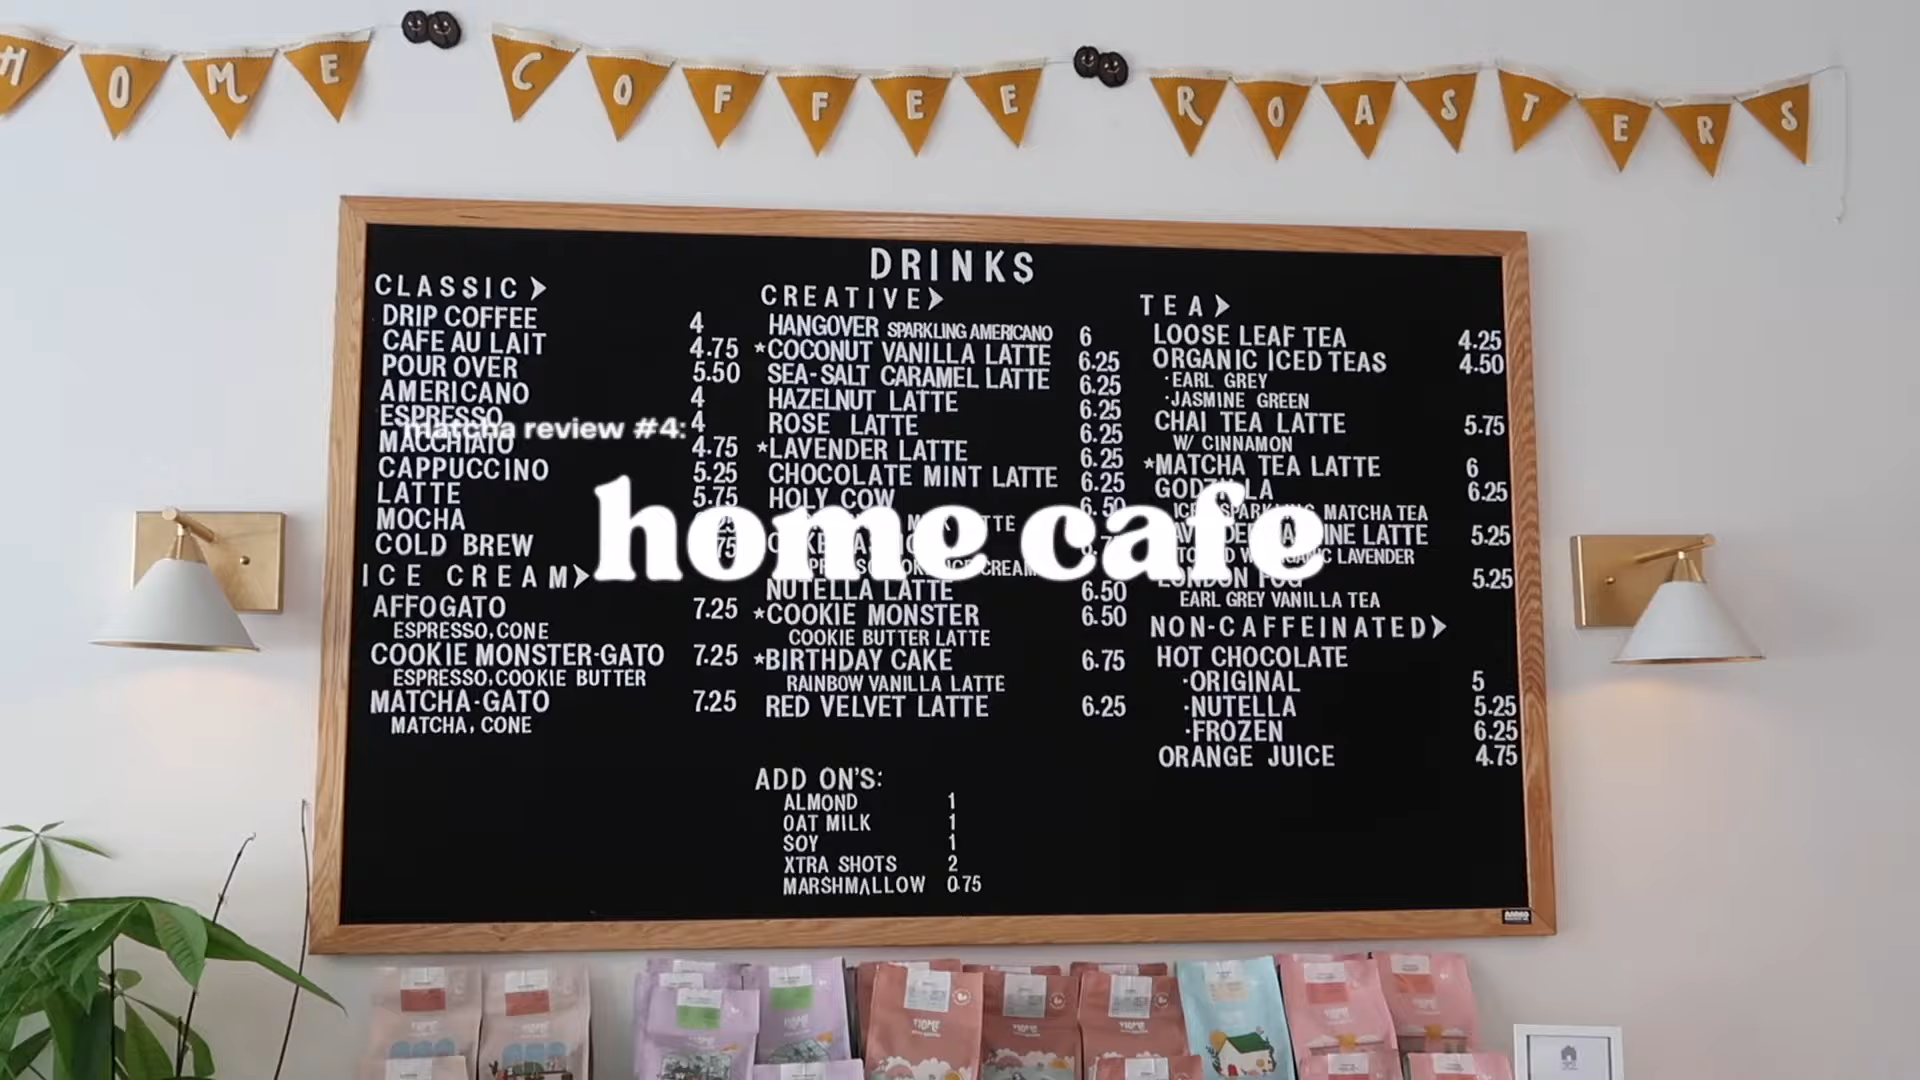 HOME COFFEE ROASTERS
DRINKS
CLASSIC
DRIP COFFEE 4
CAFE AU LAIT 4.75
POUR OVER 5.50
AMERICANO 4
ESPRESSO 4
MACCHIATO 4.75
CAPPUCCINO 5.25
LATTE 5.75
MOCHA
COLD BREW
ICE CREAM
AFFOGATO 7.25
ESPRESSO, CONE
COOKIE MONSTER-GATO 7.25
ESPRESSO, COOKIE BUTTER
MATCHA-GATO 7.25
MATCHA, CONE
matcha review #4:
home cafe
CREATIVE
HANGOVER SPARKLING AMERICANO 6
*COCONUT VANILLA LATTE 6.25
SEA-SALT CARAMEL LATTE 6.25
HAZELNUT LATTE 6.25
ROSE LATTE 6.25
*LAVENDER LATTE 6.25
CHOCOLATE MINT LATTE 6.25
HOLY COW 6.50
NUTELLA LATTE 6.50
*COOKIE MONSTER 6.50
COOKIE BUTTER LATTE
*BIRTHDAY CAKE 6.75
RAINBOW VANILLA LATTE
RED VELVET LATTE 6.25
ADD ON'S:
ALMOND 1
OAT MILK 1
SOY 1
XTRA SHOTS 2
MARSHMALLOW 0.75
TEA
LOOSE LEAF TEA 4.25
ORGANIC ICED TEAS 4.50
·EARL GREY
·JASMINE GREEN
CHAI TEA LATTE 5.75
W/ CINNAMON
*MATCHA TEA LATTE 6
GODZILLA 6.25
MATCHA TEA
LATTE 5.25
LAVENDER
LONDON FOG 5.25
EARL GREY VANILLA TEA
NON-CAFFEINATED
HOT CHOCOLATE
·ORIGINAL 5
·NUTELLA 5.25
·FROZEN 6.25
ORANGE JUICE 4.75